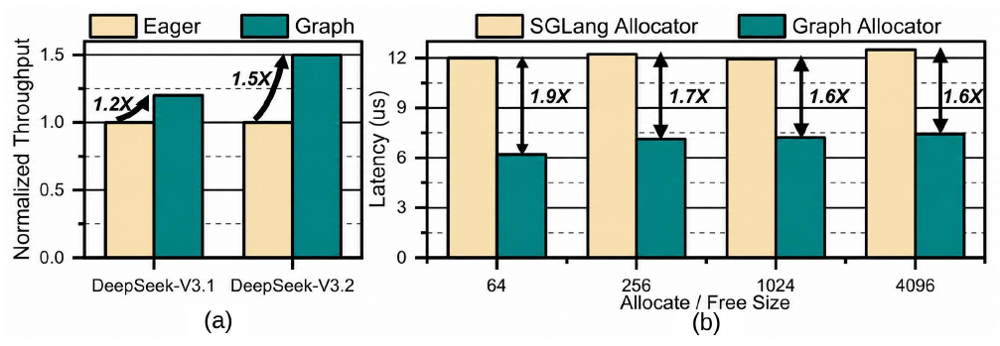 Eager Graph
Normalized Throughput
1.5
1.0
0.5
0.0
1.2X
1.5X
DeepSeek-V3.1 DeepSeek-V3.2
(a)
SGLang Allocator Graph Allocator
Latency (us)
12
9
6
3
0
1.9X 1.7X 1.6X 1.6X
64 256 1024 4096
Allocate / Free Size
(b)